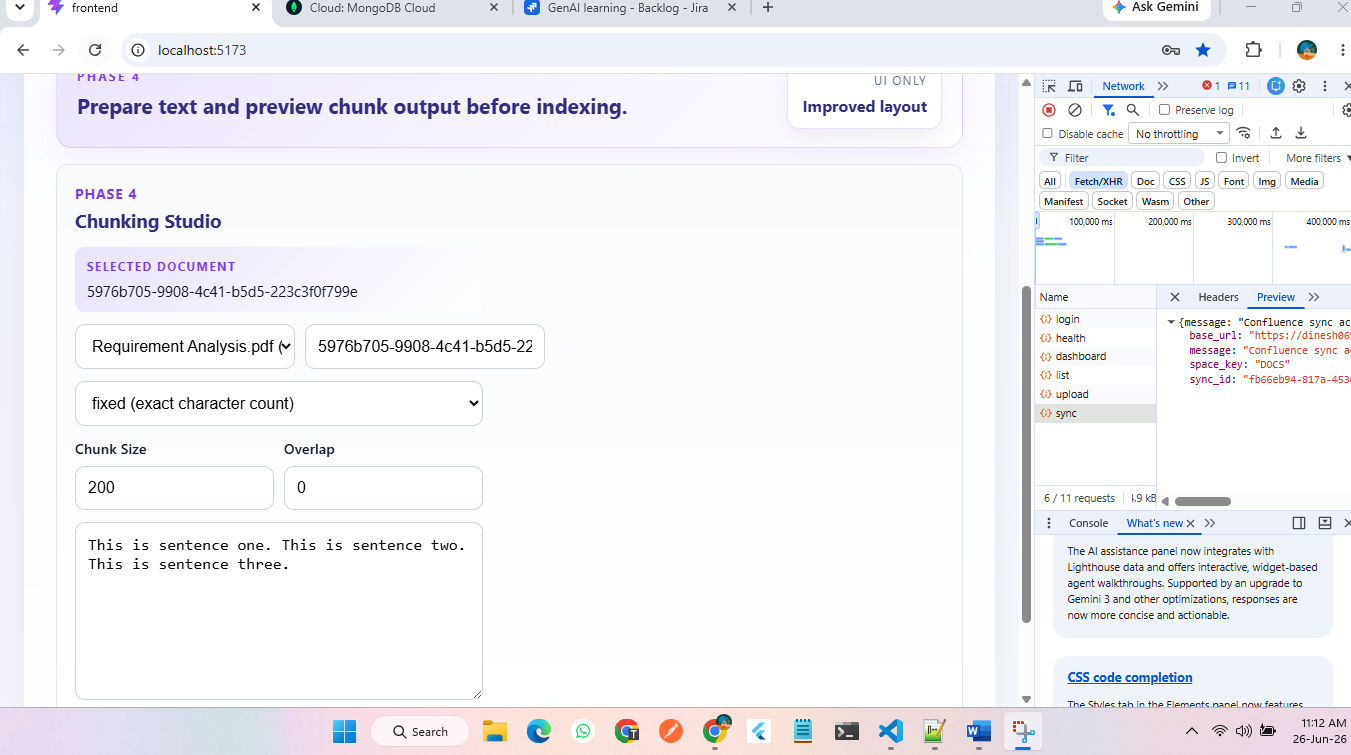 frontend
Cloud: MongoDB Cloud
GenAI learning - Backlog - Jira
Ask Gemini
localhost:5173
PHASE 4
Prepare text and preview chunk output before indexing.
UI ONLY
Improved layout
PHASE 4
Chunking Studio
SELECTED DOCUMENT
5976b705-9908-4c41-b5d5-223c3f0f799e
Requirement Analysis.pdf (
5976b705-9908-4c41-b5d5-22
fixed (exact character count)
Chunk Size
Overlap
200
0
This is sentence one. This is sentence two.
This is sentence three.
Network
1
11
Preserve log
Disable cache
No throttling
Filter
Invert
More filters
All
Fetch/XHR
Doc
CSS
JS
Font
Img
Media
Manifest
Socket
Wasm
Other
100,000 ms
200,000 ms
300,000 ms
400,000 ms
Name
Headers
Preview
login
health
dashboard
list
upload
sync
{message: "Confluence sync ac
base_url: "https://dinesh069
message: "Confluence sync a
space_key: "DOCS"
sync_id: "fb66eb94-817a-453
6 / 11 requests
.9 kB
Console
What's new
The AI assistance panel now integrates with
Lighthouse data and offers interactive, widget-based
agent walkthroughs. Supported by an upgrade to
Gemini 3 and other optimizations, responses are
now more concise and actionable.
CSS code completion
The Styles tab in the Elements panel now features
Search
11:12 AM
26-Jun-26